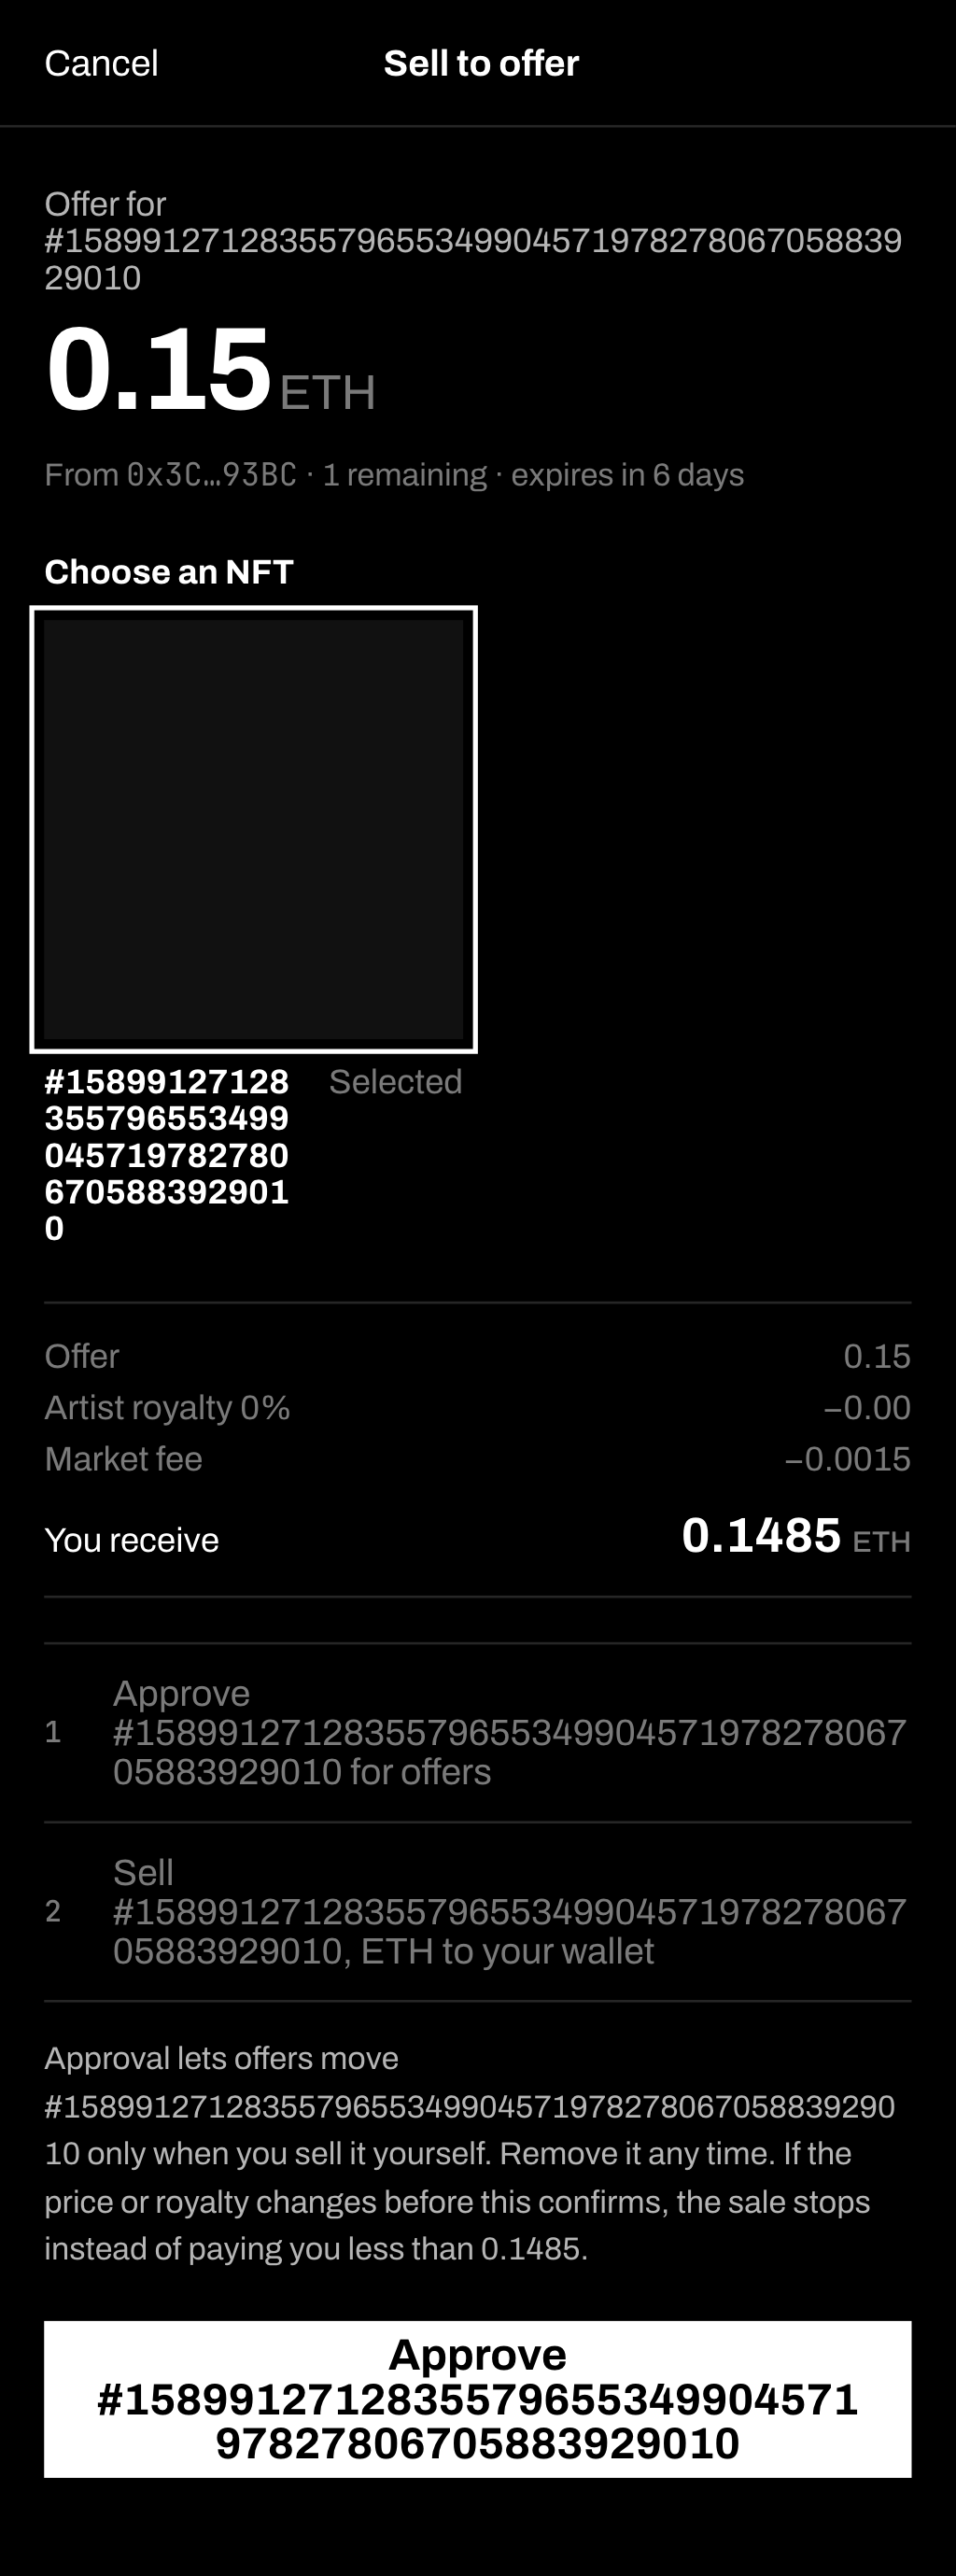 Cancel
Sell to offer
Offer for
#1589912712835579655349904571978278067058839
29010
0.15 ETH
From 0x3C…93BC · 1 remaining · expires in 6 days
Choose an NFT
#15899127128 Selected
355796553499
045719782780
670588392901
0
Offer 0.15
Artist royalty 0% −0.00
Market fee −0.0015
You receive 0.1485 ETH
1
Approve
#158991271283557965534990457197827806​7
05883929010 for offers
2
Sell
#1589912712835579655349904571978278067
05883929010, ETH to your wallet
Approval lets offers move
#15899127128355796553499045719782780670588392​90
10 only when you sell it yourself. Remove it any time. If the
price or royalty changes before this confirms, the sale stops
instead of paying you less than 0.1485.
Approve
#158991271283557965534990457​1
97827806705883929010